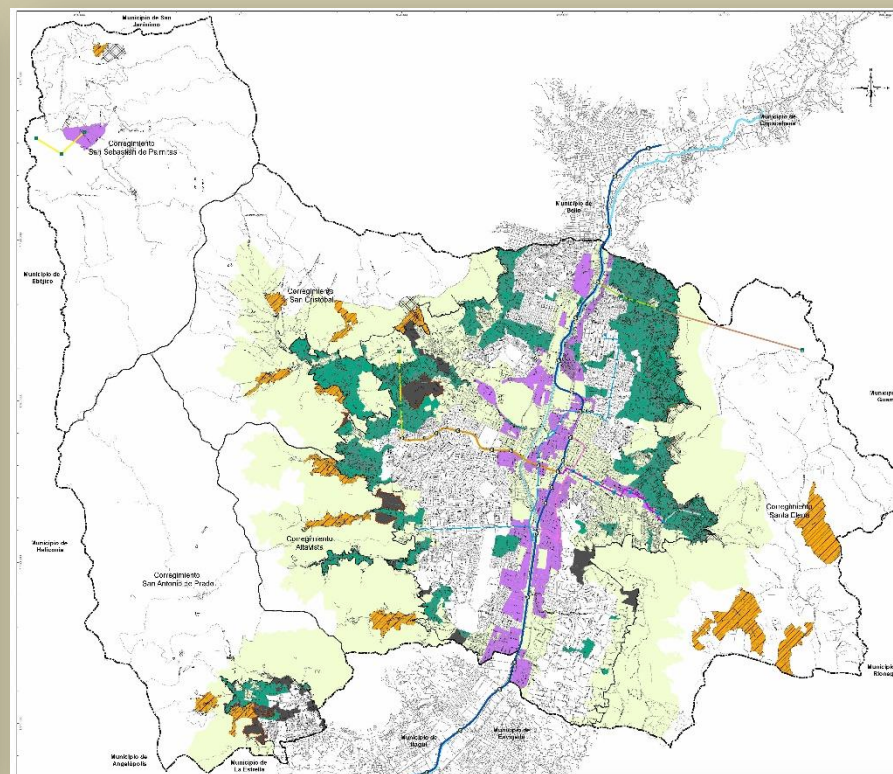 Municipio de San
Jerónimo
Municipio de
Copacabana
Corregimiento
San Sebastián de Palmitas
Municipio de
Bello
Municipio de
Ebéjico
Corregimiento
San Cristóbal
Municipio
Corregimiento
Santa Elena
Municipio de
Heliconia
Corregimiento
Altavista
Corregimiento
San Antonio de Prado
Municipio
Rioneg
Municipio de
Envigado
Municipio de
Itagüí
Municipio de
Angelópolis
Municipio de
La Estrella